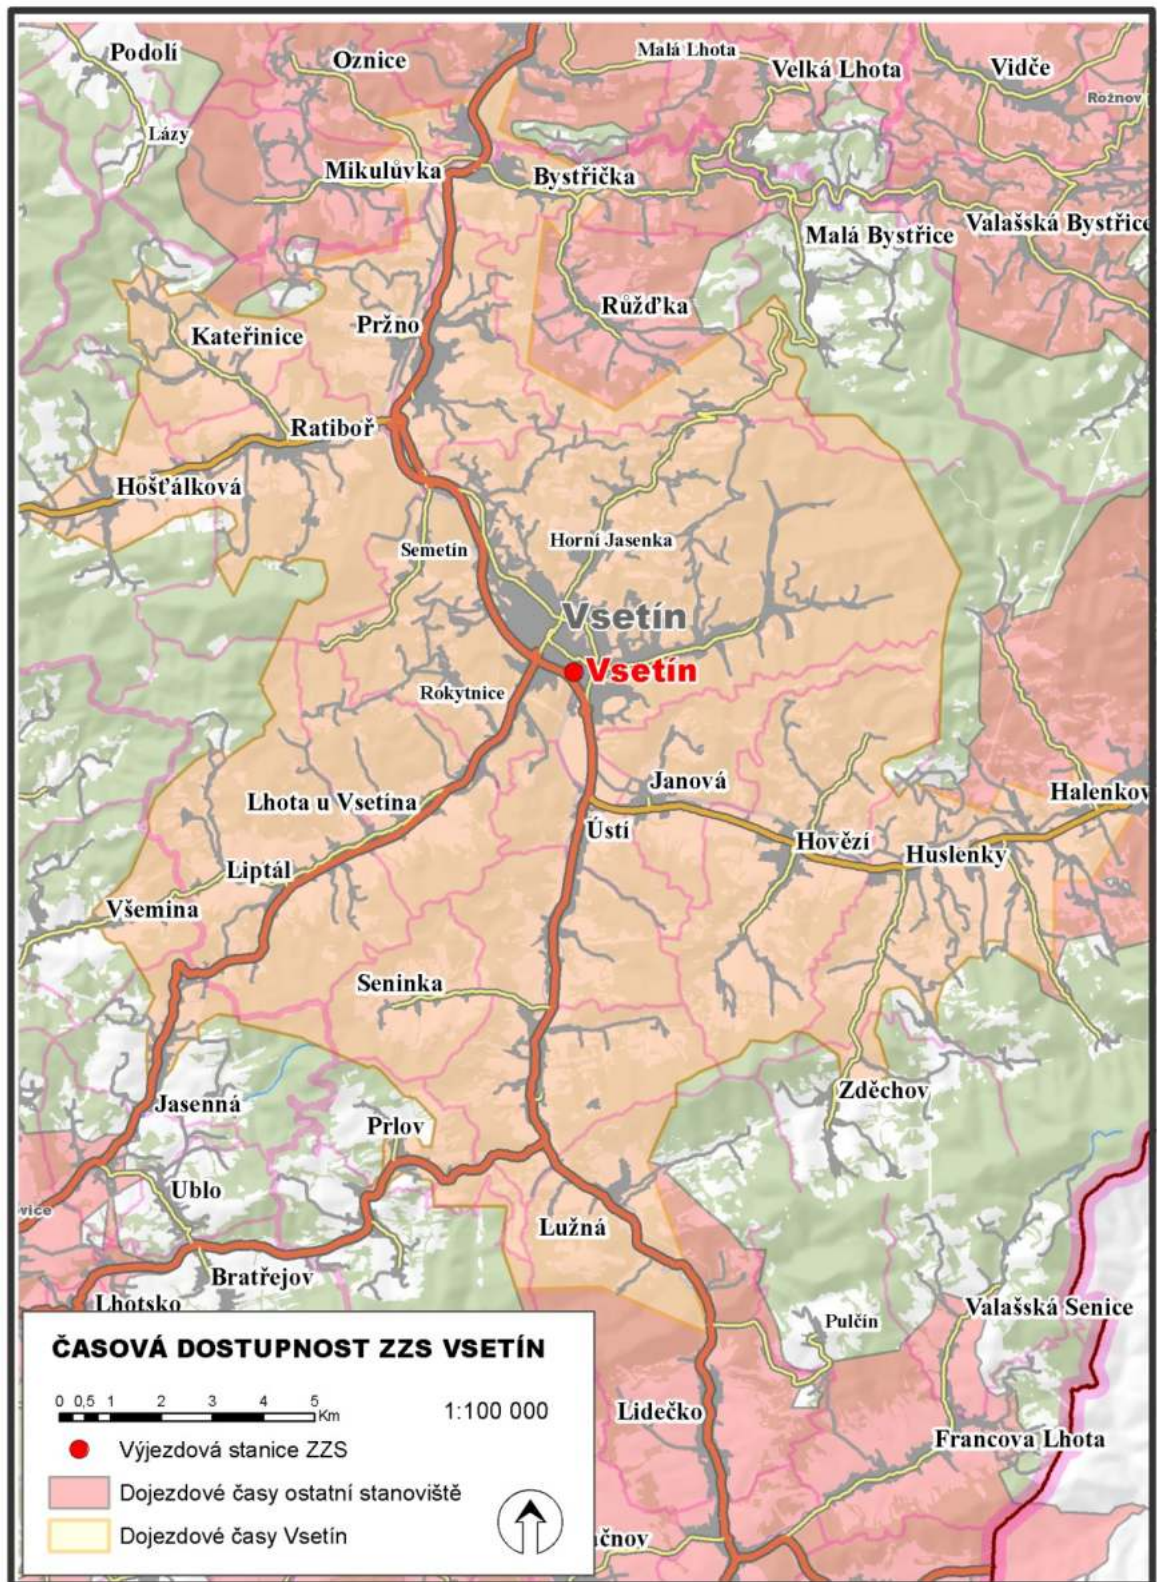 Podolí
Oznice
Malá Lhota
Velká Lhota
Vidče
Rožnov
Lázy
Mikulůvka
Bystřička
Malá Bystřice
Valašská Bystřice
Růžďka
Pržno
Kateřinice
Ratiboř
Hošťálková
Semetín
Horní Jasenka
Vsetín
Vsetín
Rokytnice
Janová
Halenkov
Lhota u Vsetína
Ústí
Hovězí
Huslenky
Liptál
Všemina
Seninka
Zděchov
Jasenná
Prlov
Ublo
vice
Lužná
Bratřejov
Lhotsko
Valašská Senice
Pulčín
Lidečko
Francova Lhota
ačnov
ČASOVÁ DOSTUPNOST ZZS VSETÍN
0 0,5 1 2 3 4 5
Km
1:100 000
Výjezdová stanice ZZS
Dojezdové časy ostatní stanoviště
Dojezdové časy Vsetín